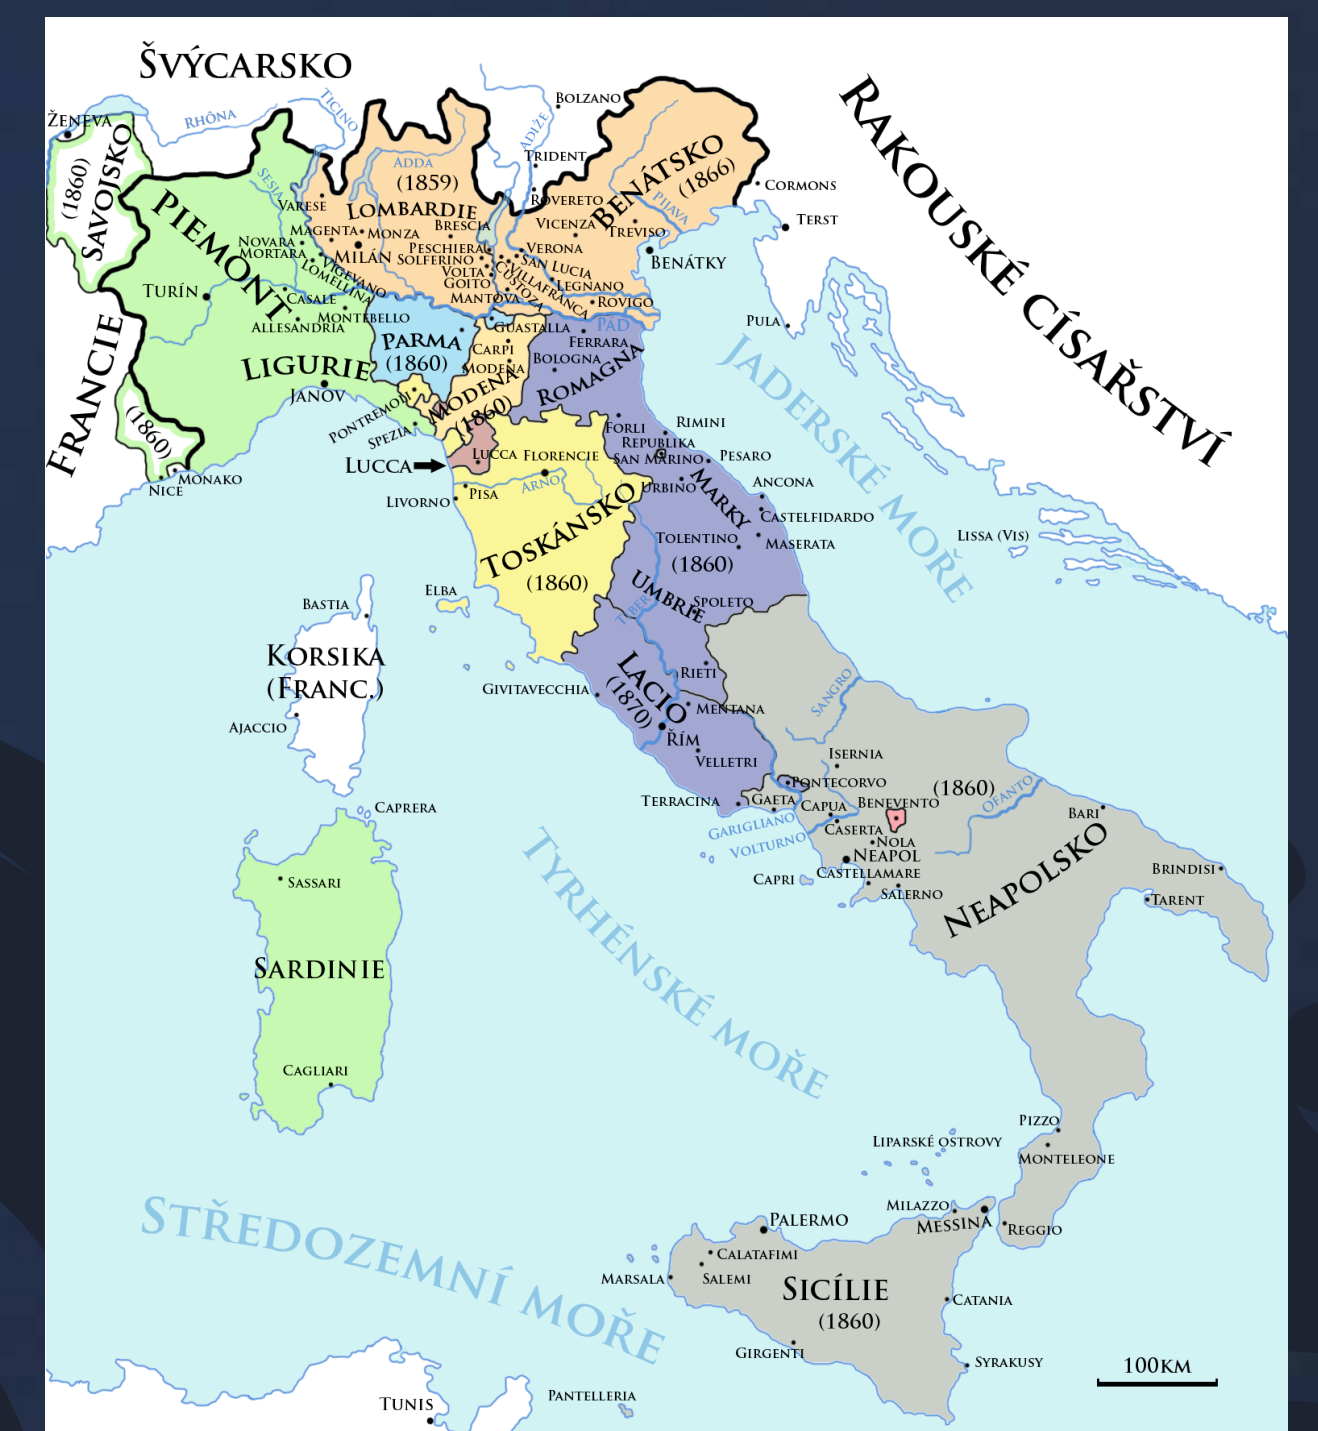 Švýcarsko
Rakouské císařství
Ženeva
Rhôna
Ticino
Bolzano
Adiže
Trident
Savojsko
(1860)
Sesia
Adda
(1859)
Lombardie
Benátsko
(1866)
Rovereto
Pijava
Cormons
Terst
Varese
Piemont
Magenta
Monza
Brescia
Vicenza
Treviso
Novara
Mortara
Milán
Peschiera
Solferino
Verona
San Lucia
Benátky
Vigevano
Lomellina
Volta
Goito
Villafranca
Custoza
Legnano
Mantova
Rovigo
Turín
Casale
Montebello
Allesandria
Parma
(1860)
Guastalla
Pád
Ferrara
Pula
Carpi
Modena
Bologna
Romagna
Francie
Ligurie
Janov
Modena
(1860)
Pontremoli
Spezia
(1860)
Jaderské moře
Forli
Rimini
Republika
San Marino
Pesaro
Lucca
Lucca
Florencie
Monako
Nice
Livorno
Pisa
Arno
Urbino
Marky
Ancona
Castelfidardo
Toskánsko
(1860)
Tolentino
Maserata
(1860)
Lissa (Vis)
Elba
Umbrie
Tiber
Spoleto
Bastia
Korsika
(Franc.)
Ajaccio
Givitavecchia
Lacio
(1870)
Rieti
Mentana
Řím
Velletri
Sangro
Isernia
Pontecorvo
(1860)
Ofanto
Terracina
Gaeta
Capua
Benevento
Bari
Garigliano
Volturno
Caserta
Nola
Neapol
Neapolsko
Capri
Castellamare
Salerno
Brindisi
Tarent
Caprera
Sassari
Sardinie
Cagliari
Tyrhénské moře
Pizzo
Liparské ostrovy
Monteleone
Milazzo
Messina
Reggio
Palermo
Calatafimi
Marsala
Salemi
Sicílie
(1860)
Catania
Girgenti
Syrakusy
Středozemní moře
100km
Pantelleria
Tunis